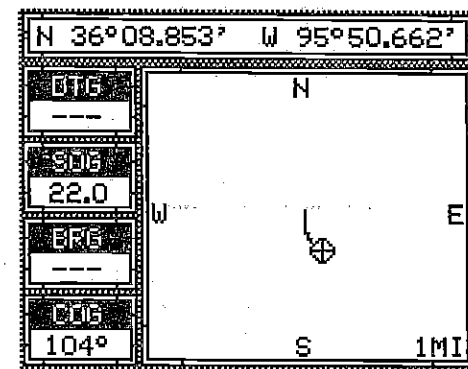 N 36°08.853' W 95°50.662'
DTG
---
SOG
22.0
BRG
---
COG
104°
N
W
E
S
1MI